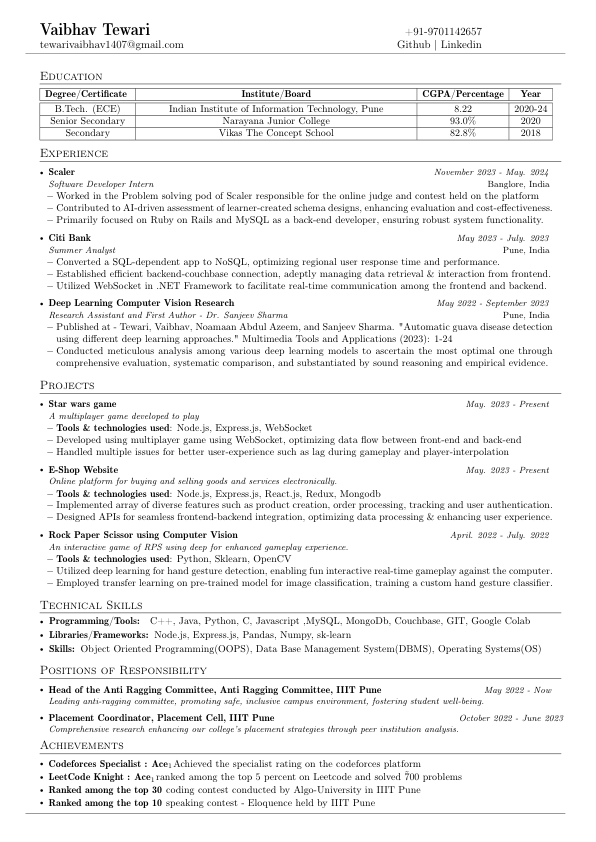 Vaibhav Tewari
+91-9701142657
tewarivaibhav1407@gmail.com
Github | Linkedin
Education
Degree/Certificate Institute/Board CGPA/Percentage Year
B.Tech. (ECE) Indian Institute of Information Technology, Pune 8.22 2020-24
Senior Secondary Narayana Junior College 93.0% 2020
Secondary Vikas The Concept School 82.8% 2018
Experience
• Scaler November 2023 - May. 2024
Software Developer Intern Banglore, India
– Worked in the Problem solving pod of Scaler responsible for the online judge and contest held on the platform
– Contributed to AI-driven assessment of learner-created schema designs, enhancing evaluation and cost-effectiveness.
– Primarily focused on Ruby on Rails and MySQL as a back-end developer, ensuring robust system functionality.
• Citi Bank May 2023 - July. 2023
Summer Analyst Pune, India
– Converted a SQL-dependent app to NoSQL, optimizing regional user response time and performance.
– Established efficient backend-couchbase connection, adeptly managing data retrieval & interaction from frontend.
– Utilized WebSocket in .NET Framework to facilitate real-time communication among the frontend and backend.
• Deep Learning Computer Vision Research May 2022 - September 2023
Research Assistant and First Author - Dr. Sanjeev Sharma Pune, India
– Published at - Tewari, Vaibhav, Noamaan Abdul Azeem, and Sanjeev Sharma. "Automatic guava disease detection
using different deep learning approaches." Multimedia Tools and Applications (2023): 1-24
– Conducted meticulous analysis among various deep learning models to ascertain the most optimal one through
comprehensive evaluation, systematic comparison, and substantiated by sound reasoning and empirical evidence.
Projects
• Star wars game May. 2023 - Present
A multiplayer game developed to play
– Tools & technologies used: Node.js, Express.js, WebSocket
– Developed using multiplayer game using WebSocket, optimizing data flow between front-end and back-end
– Handled multiple issues for better user-experience such as lag during gameplay and player-interpolation
• E-Shop Website May. 2023 - Present
Online platform for buying and selling goods and services electronically.
– Tools & technologies used: Node.js, Express.js, React.js, Redux, Mongodb
– Implemented array of diverse features such as product creation, order processing, tracking and user authentication.
– Designed APIs for seamless frontend-backend integration, optimizing data processing & enhancing user experience.
• Rock Paper Scissor using Computer Vision April. 2022 - July. 2022
An interactive game of RPS using deep for enhanced gameplay experience.
– Tools & technologies used: Python, Sklearn, OpenCV
– Utilized deep learning for hand gesture detection, enabling fun interactive real-time gameplay against the computer.
– Employed transfer learning on pre-trained model for image classification, training a custom hand gesture classifier.
Technical Skills
• Programming/Tools: C++, Java, Python, C, Javascript ,MySQL, MongoDb, Couchbase, GIT, Google Colab
• Libraries/Frameworks: Node.js, Express.js, Pandas, Numpy, sk-learn
• Skills: Object Oriented Programming(OOPS), Data Base Management System(DBMS), Operating Systems(OS)
Positions of Responsibility
• Head of the Anti Ragging Committee, Anti Ragging Committee, IIIT Pune May 2022 - Now
Leading anti-ragging committee, promoting safe, inclusive campus environment, fostering student well-being.
• Placement Coordinator, Placement Cell, IIIT Pune October 2022 - June 2023
Comprehensive research enhancing our college's placement strategies through peer institution analysis.
Achievements
• Codeforces Specialist : Ace₁Achieved the specialist rating on the codeforces platform
• LeetCode Knight : Ace₁ranked among the top 5 percent on Leetcode and solved 7̃00 problems
• Ranked among the top 30 coding contest conducted by Algo-University in IIIT Pune
• Ranked among the top 10 speaking contest - Eloquence held by IIIT Pune